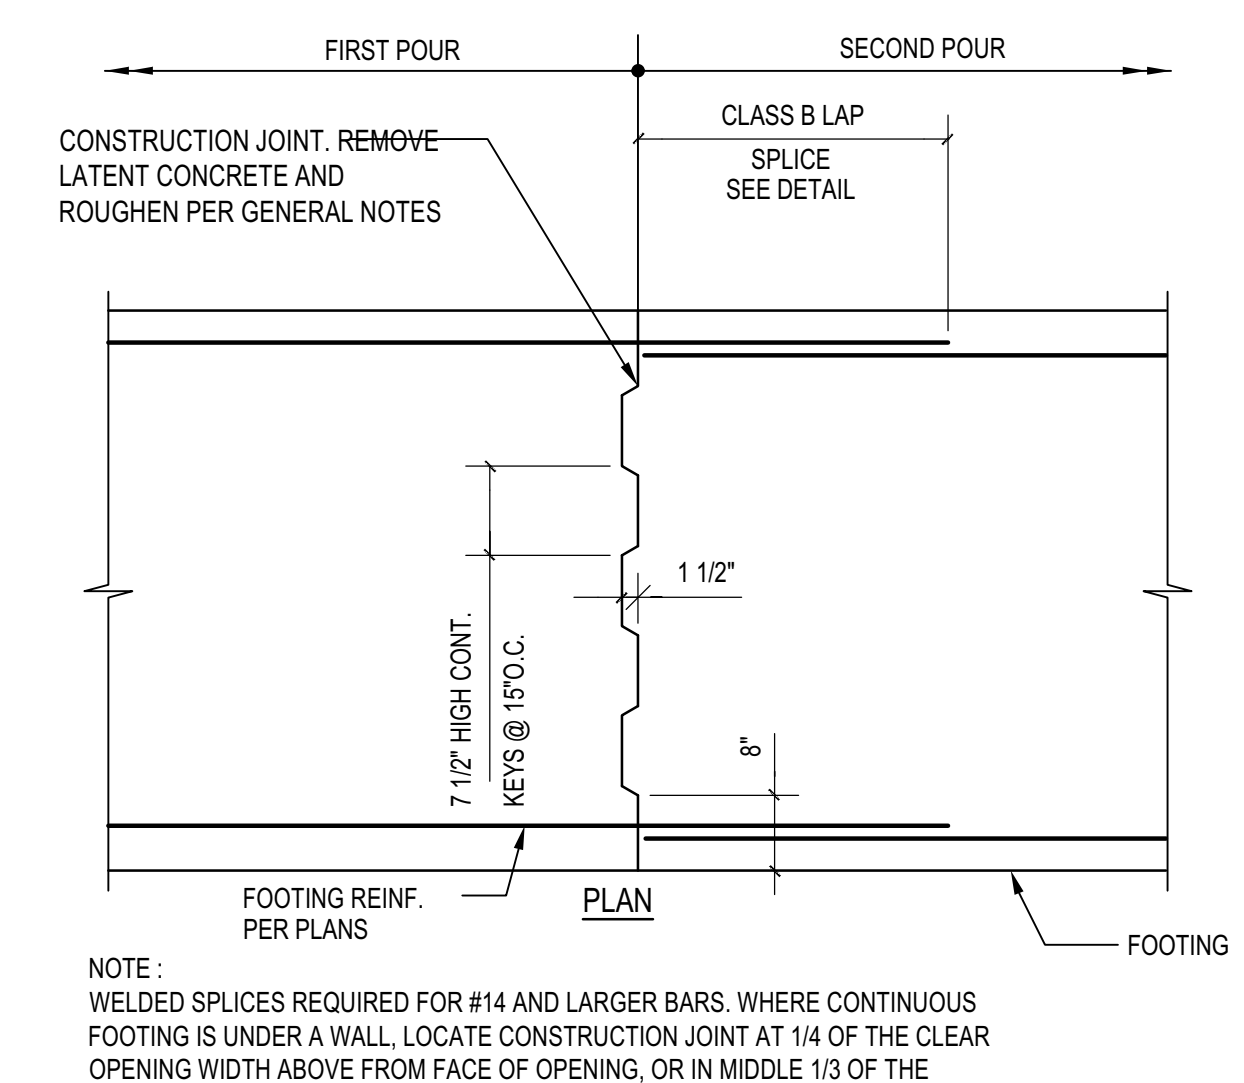 FIRST POUR
SECOND POUR
CONSTRUCTION JOINT. REMOVE
LATENT CONCRETE AND
ROUGHEN PER GENERAL NOTES
CLASS B LAP
SPLICE
SEE DETAIL
1 1/2"
7 1/2" HIGH CONT.
KEYS @ 15"O.C.
8"
FOOTING REINF.
PER PLANS
PLAN
FOOTING
NOTE :
WELDED SPLICES REQUIRED FOR #14 AND LARGER BARS. WHERE CONTINUOUS
FOOTING IS UNDER A WALL, LOCATE CONSTRUCTION JOINT AT 1/4 OF THE CLEAR
OPENING WIDTH ABOVE FROM FACE OF OPENING, OR IN MIDDLE 1/3 OF THE